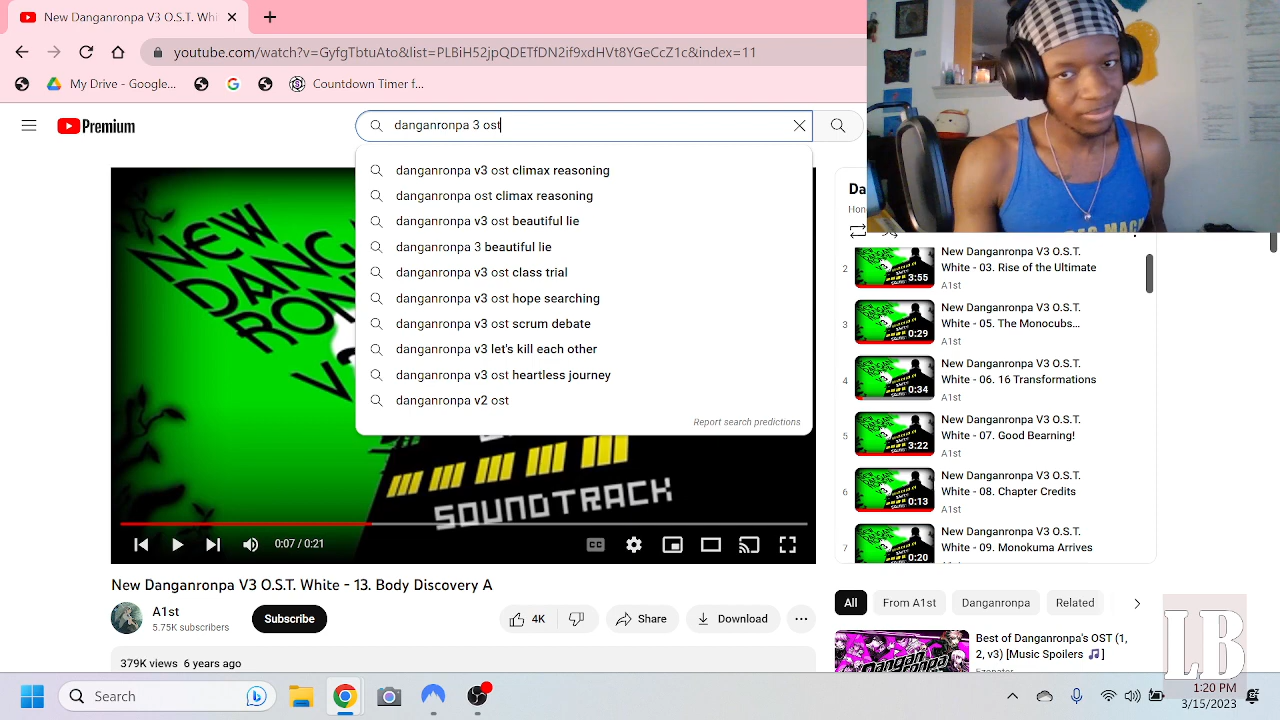 New Danganronpa V3 O.S.T. Whi
youtube.com/watch?v=GyfgTbtuVzU&list=PLRH52jpQDETfDN2if9xdHVt8YGeCcZ1c&index=11
My Drive - Google...
Countdown Timer f...
Premium
danganronpa 3 ost
danganronpa v3 ost climax reasoning
danganronpa ost climax reasoning
danganronpa v3 ost beautiful lie
danganronpa 3 beautiful lie
danganronpa v3 ost class trial
danganronpa v3 ost hope searching
danganronpa v3 ost scrum debate
danganronpa v3 let's kill each other
danganronpa v3 ost heartless journey
danganronpa v2 ost
Report search predictions
SOUNDTRACK
0:07 / 0:21
New Danganronpa V3 O.S.T. White - 13. Body Discovery A
A1st
5.75K subscribers
Subscribe
4K
Share
Download
379K views 6 years ago
Da
Hon
2
3:55
New Danganronpa V3 O.S.T.
White - 03. Rise of the Ultimate
A1st
3
0:29
New Danganronpa V3 O.S.T.
White - 05. The Monocubs...
A1st
4
0:34
New Danganronpa V3 O.S.T.
White - 06. 16 Transformations
A1st
5
3:22
New Danganronpa V3 O.S.T.
White - 07. Good Bearning!
A1st
6
0:13
New Danganronpa V3 O.S.T.
White - 08. Chapter Credits
A1st
7
0:20
New Danganronpa V3 O.S.T.
White - 09. Monokuma Arrives
All
From A1st
Danganronpa
Related
Best of Danganronpa's OST (1,
2, v3) [Music Spoilers 🎵]
LB
Search
1:20 PM
3/15/2023